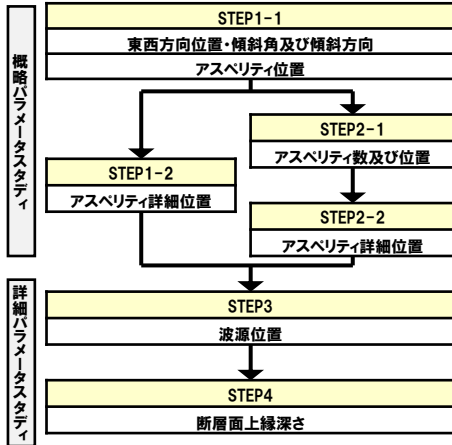 概略パラメータスタディ
STEP1-1
東西方向位置・傾斜角及び傾斜方向
アスペリティ位置
STEP1-2
アスペリティ詳細位置
STEP2-1
アスペリティ数及び位置
STEP2-2
アスペリティ詳細位置
詳細パラメータスタディ
STEP3
波源位置
STEP4
断層面上縁深さ